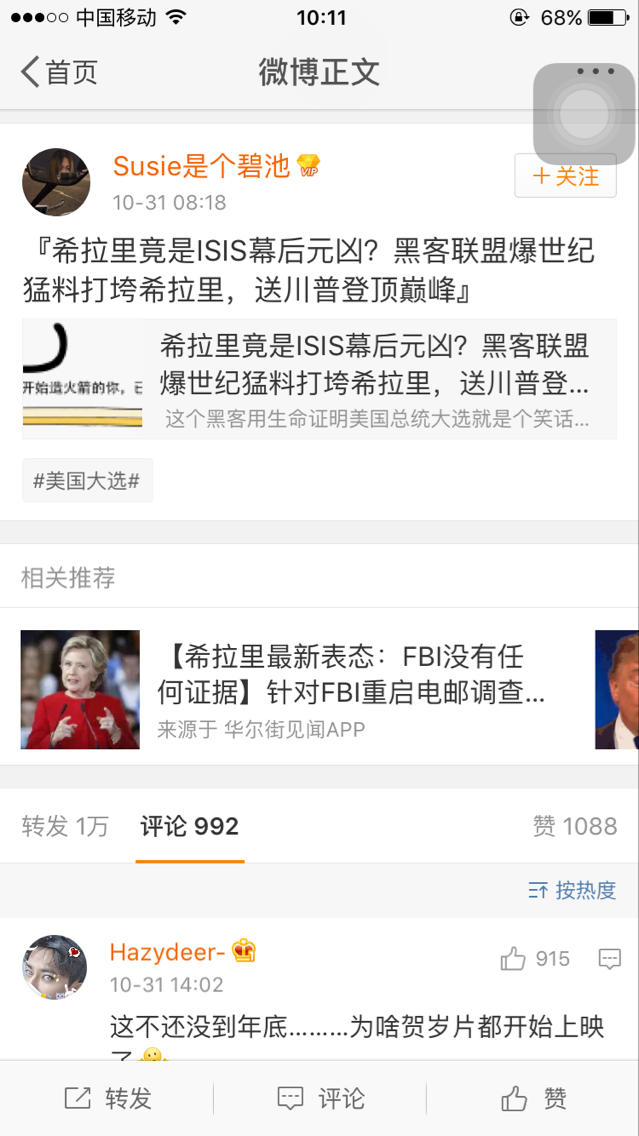 中国移动 10:11 68%
首页 微博正文
Susie是个碧池 VIP
10-31 08:18
+关注
『希拉里竟是ISIS幕后元凶？黑客联盟爆世纪
猛料打垮希拉里，送川普登顶巅峰』
开始造火箭的你，已
希拉里竟是ISIS幕后元凶？黑客联盟
爆世纪猛料打垮希拉里，送川普登...
这个黑客用生命证明美国总统大选就是个笑话...
#美国大选#
相关推荐
【希拉里最新表态：FBI没有任
何证据】针对FBI重启电邮调查...
来源于 华尔街见闻APP
转发 1万 评论 992 赞 1088
按热度
Hazydeer-
915
10-31 14:02
这不还没到年底………为啥贺岁片都开始上映
了
转发 评论 赞